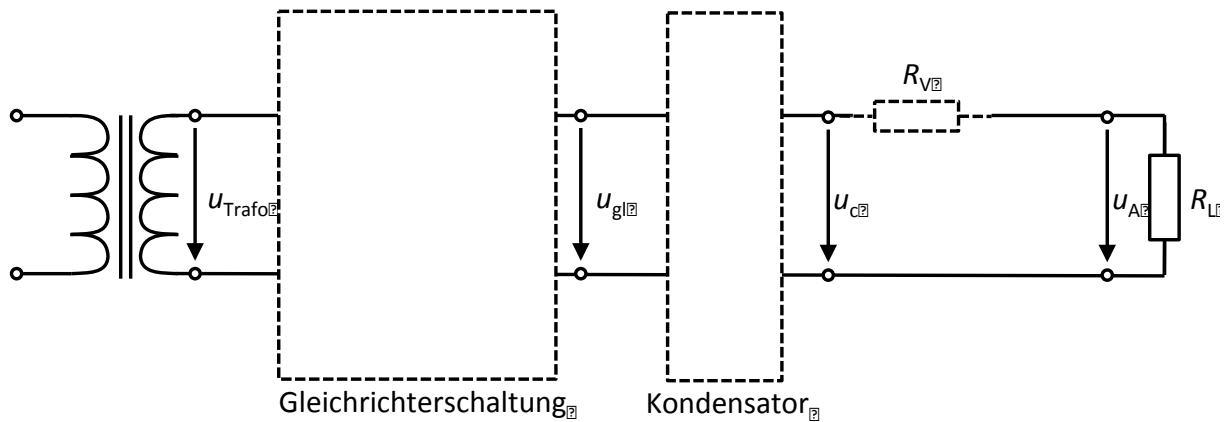 R_V
u_Trafo
u_gl
u_c
u_A
R_L
Gleichrichterschaltung
Kondensator